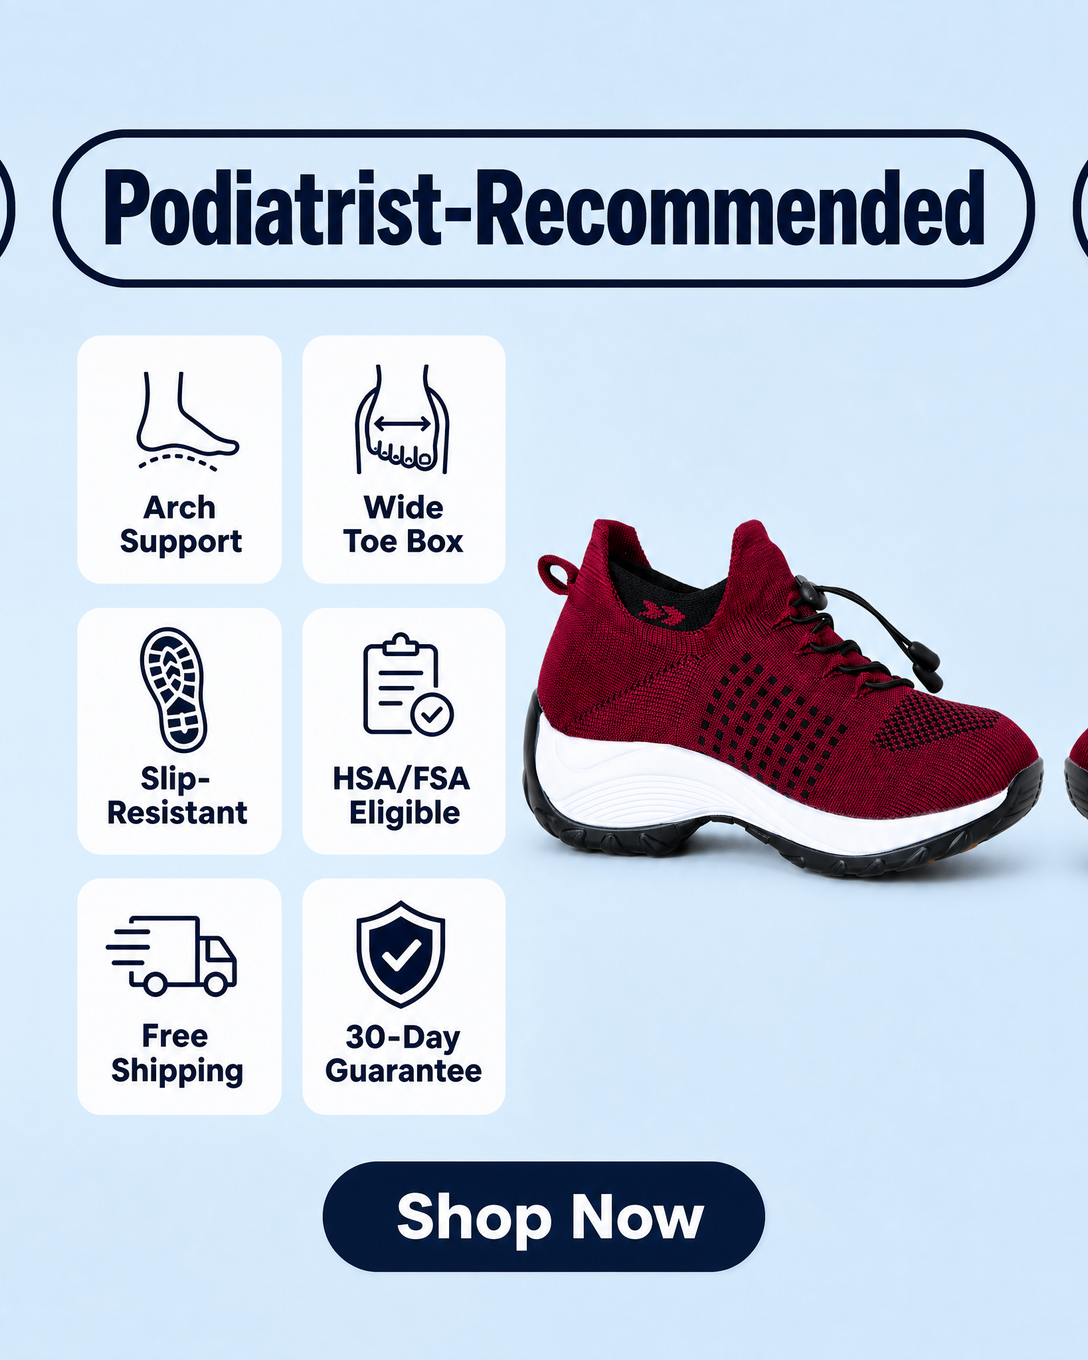 Podiatrist-Recommended
Arch
Support
Wide
Toe Box
Slip-
Resistant
HSA/FSA
Eligible
Free
Shipping
30-Day
Guarantee
Shop Now